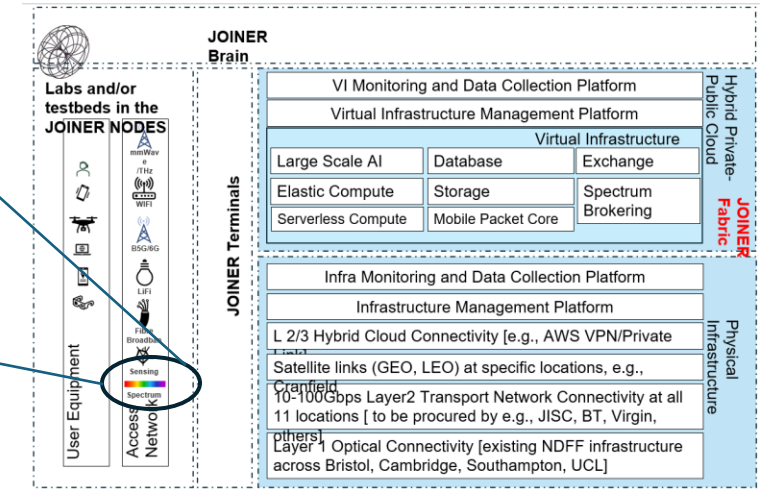 JOINER
Brain
Labs and/or
testbeds in the
JOINER NODES
mmWav
e
/THz
WIFI
B5G/6G
LiFi
Fibre
Broadban
Sensing
Spectrum
User Equipment
Access
Network
JOINER Terminals
VI Monitoring and Data Collection Platform
Virtual Infrastructure Management Platform
Virtual Infrastructure
Large Scale AI
Database
Exchange
Elastic Compute
Storage
Spectrum
Brokering
Serverless Compute
Mobile Packet Core
Hybrid Private-
Public Cloud
JOINER
Fabric
Infra Monitoring and Data Collection Platform
Infrastructure Management Platform
L 2/3 Hybrid Cloud Connectivity [e.g., AWS VPN/Private
Link]
Satellite links (GEO, LEO) at specific locations, e.g.,
Cranfield
10-100Gbps Layer2 Transport Network Connectivity at all
11 locations [ to be procured by e.g., JISC, BT, Virgin,
others]
Layer 1 Optical Connectivity [existing NDFF infrastructure
across Bristol, Cambridge, Southampton, UCL]
Physical
Infrastructure